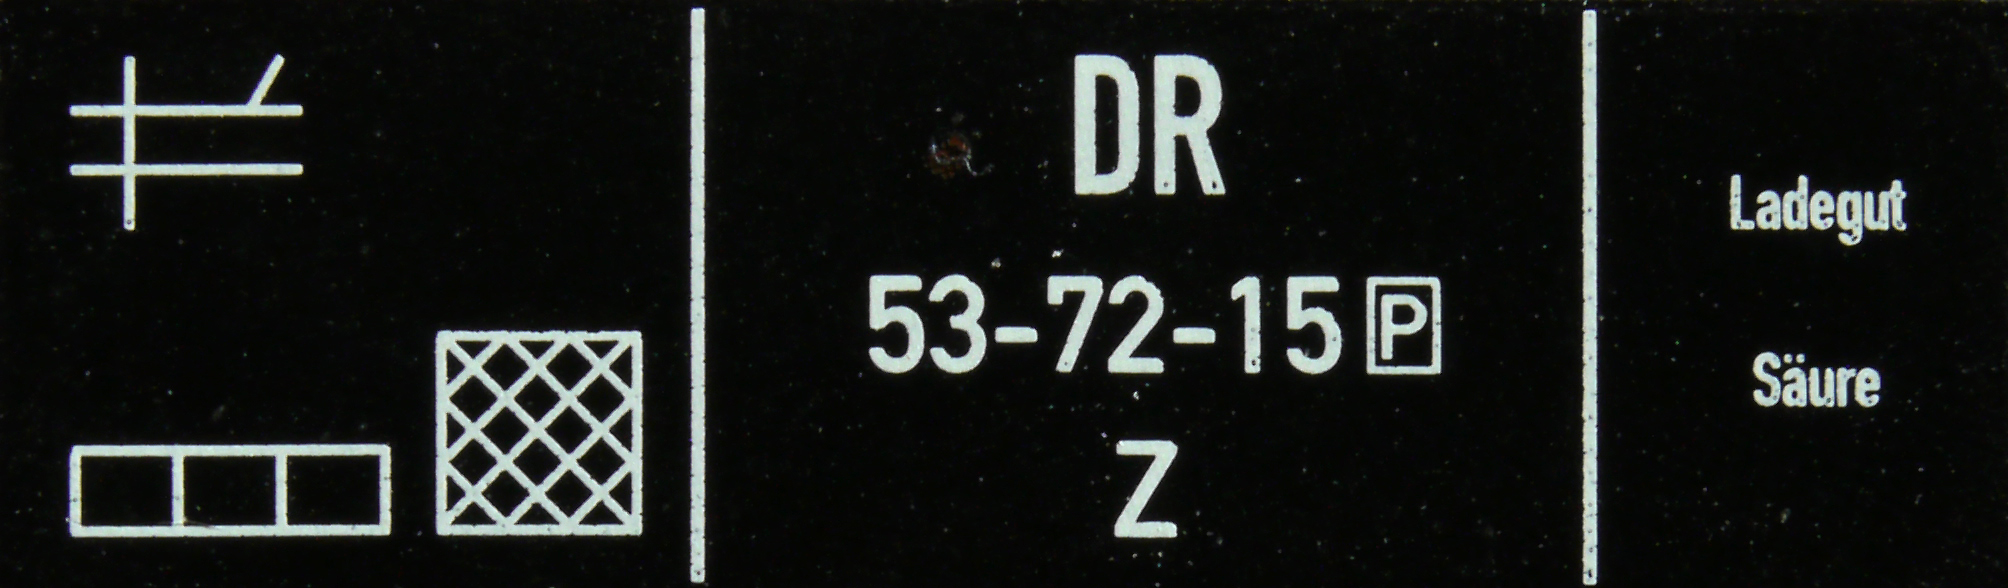 DR
53-72-15 P
Z
Ladegut
Säure